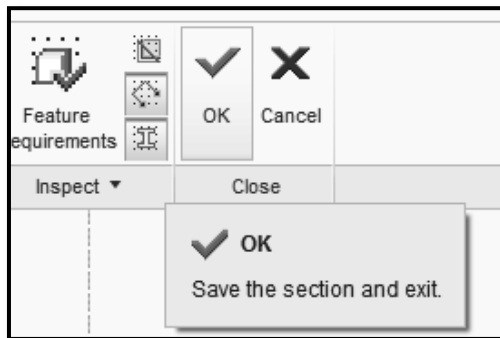 Feature
equirements
OK
Cancel
Inspect
Close
OK
Save the section and exit.